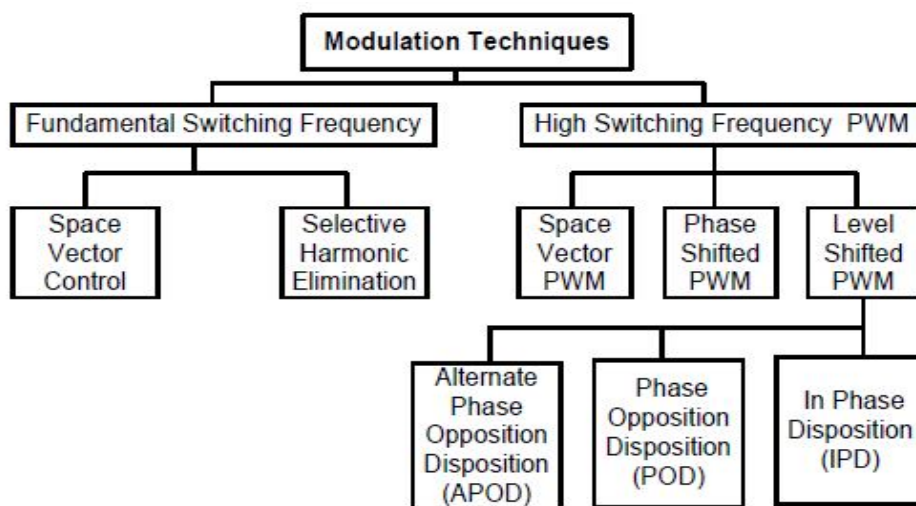 Modulation Techniques
Fundamental Switching Frequency
High Switching Frequency PWM
Space
Vector
Control
Selective
Harmonic
Elimination
Space
Vector
PWM
Phase
Shifted
PWM
Level
Shifted
PWM
Alternate
Phase
Opposition
Disposition
(APOD)
Phase
Opposition
Disposition
(POD)
In Phase
Disposition
(IPD)